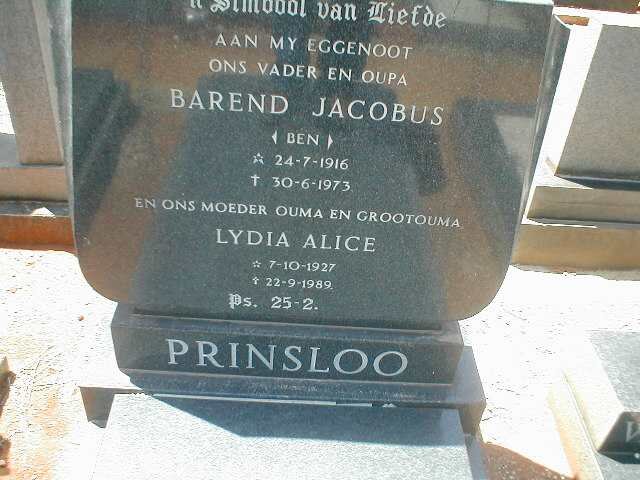 'n Simbool van Liefde
AAN MY EGGENOOT
ONS VADER EN OUPA
BAREND JACOBUS
(BEN)
☆ 24-7-1916
† 30-6-1973
EN ONS MOEDER OUMA EN GROOTOUMA
LYDIA ALICE
☆ 7-10-1927
† 22-9-1989
Ps. 25-2.
PRINSLOO